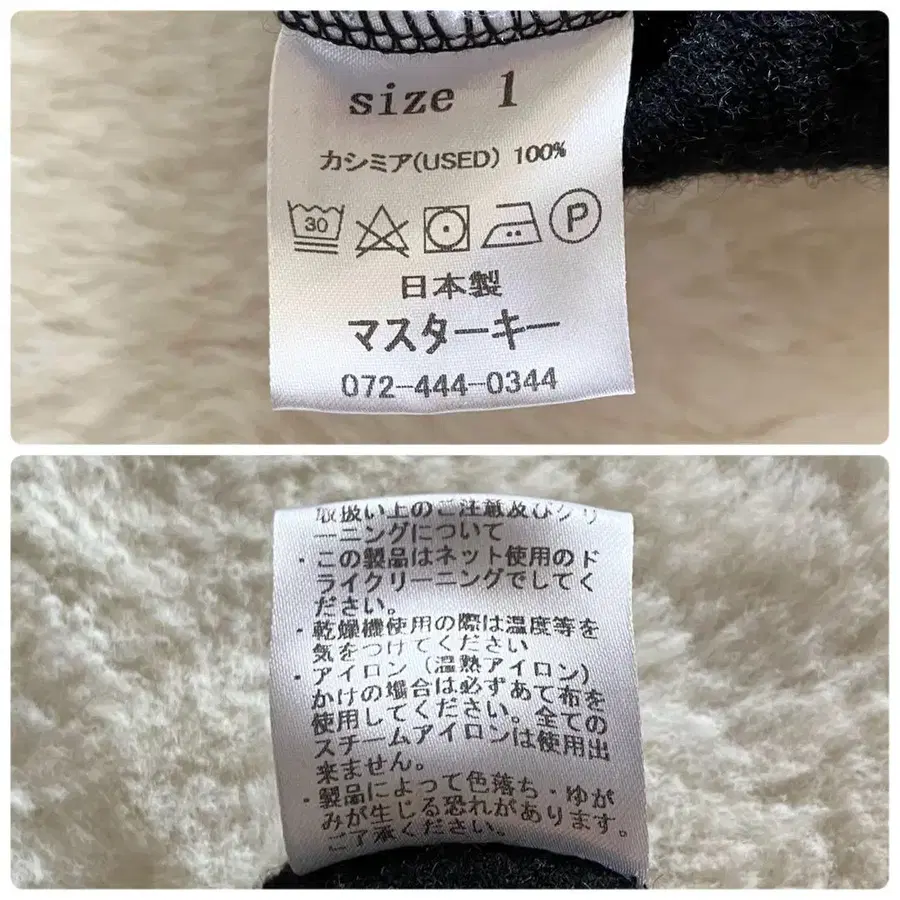 size 1
カシミア(USED) 100%
30
P
日本製
マスターキー
072-444-0344
取扱い上のご注意及びクリ
ーニングについて
・この製品はネット使用のド
ライクリーニングでしてく
ださい。
・乾燥機使用の際は温度等を
気をつけてください
・アイロン(温熱アイロン)
かけの場合は必ずあて布を
使用してください。全ての
スチームアイロンは使用出
来ません。
・製品によって色落ち・ゆが
みが生じる恐れがあります。
ご了承ください。